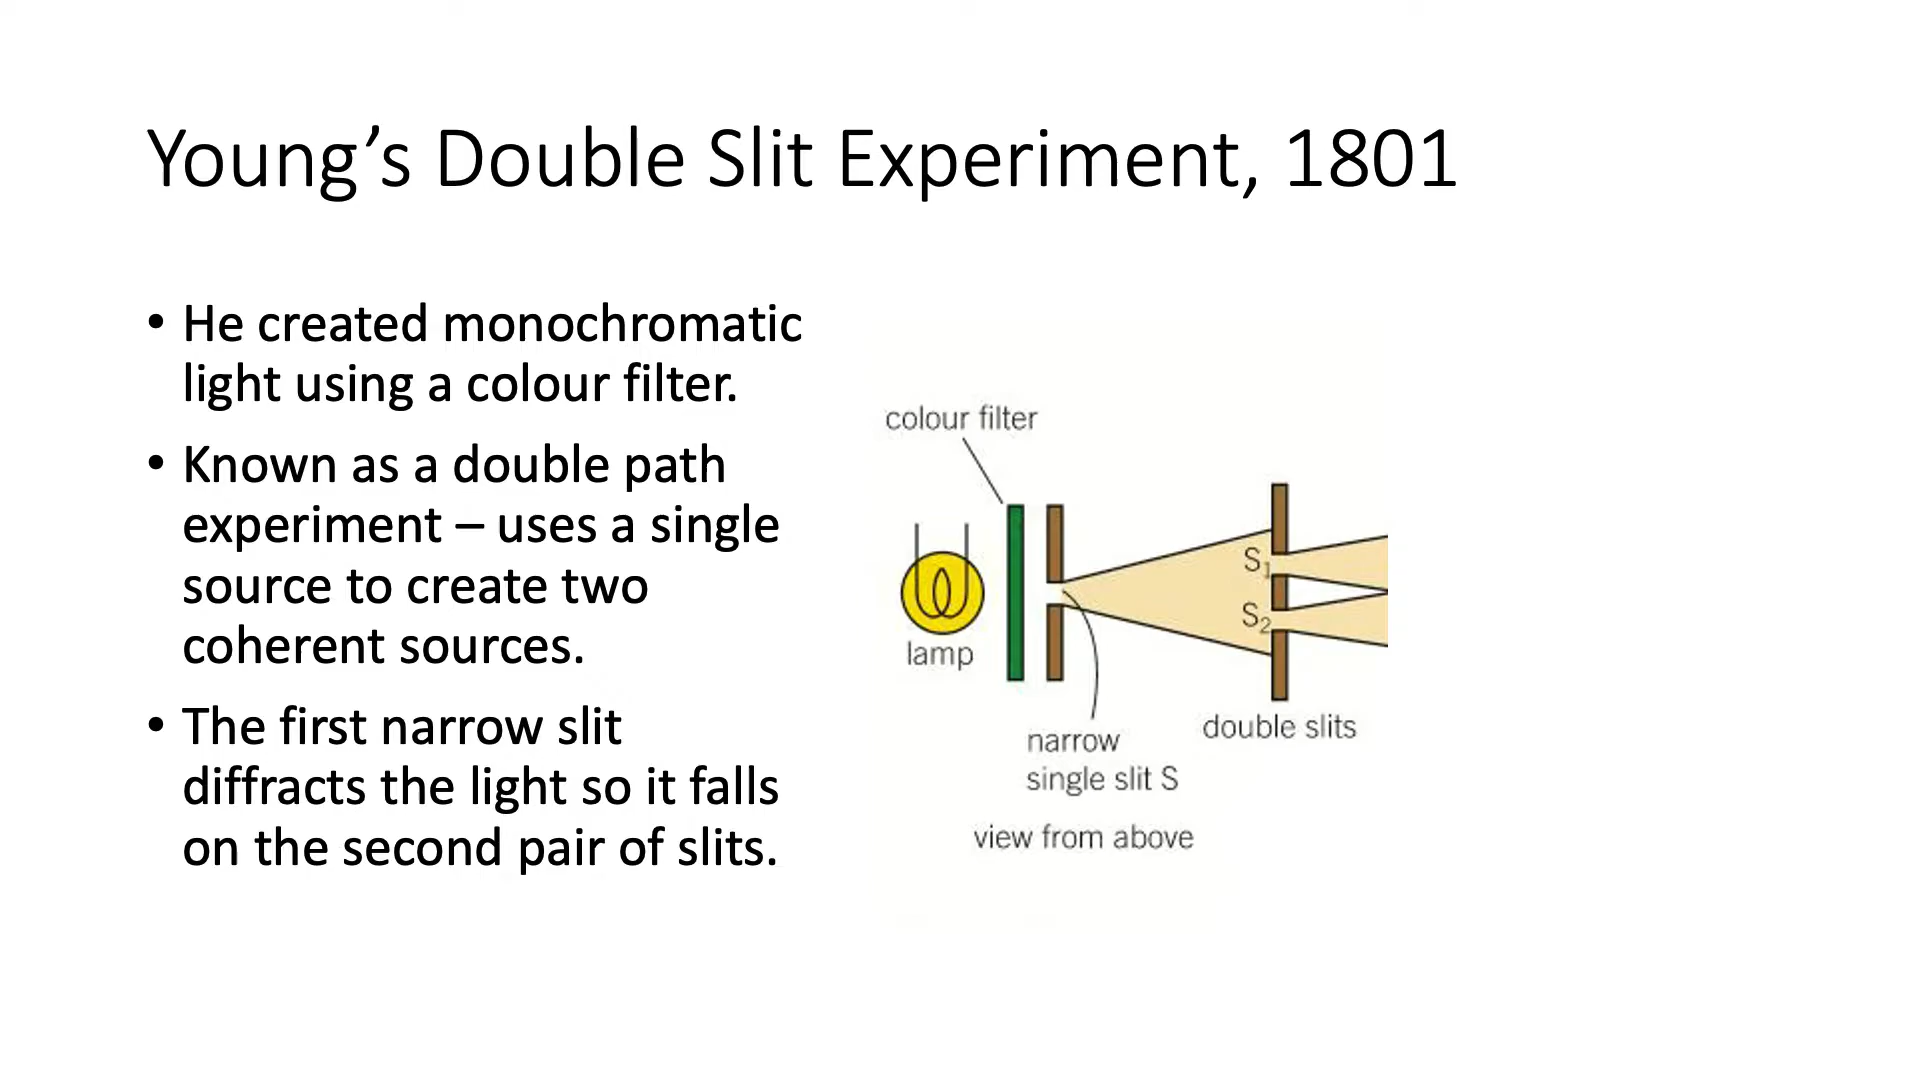 Young’s Double Slit Experiment, 1801
• He created monochromatic
light using a colour filter.
• Known as a double path
experiment – uses a single
source to create two
coherent sources.
• The first narrow slit
diffracts the light so it falls
on the second pair of slits.
colour filter
lamp
S₁
S₂
narrow
single slit S
double slits
view from above